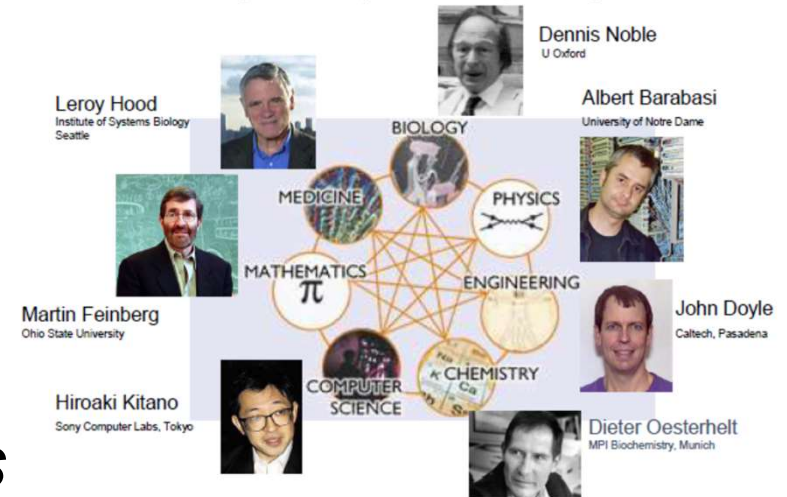 Dennis Noble
U Oxford
Leroy Hood
Institute of Systems Biology
Seattle
Albert Barabasi
University of Notre Dame
BIOLOGY
MEDICINE
PHYSICS
MATHEMATICS
π
ENGINEERING
Martin Feinberg
Ohio State University
John Doyle
Caltech, Pasadena
COMPUTER
SCIENCE
K
Ca
CHEMISTRY
Hiroaki Kitano
Sony Computer Labs, Tokyo
Dieter Oesterhelt
MPI Biochemistry, Munich
s